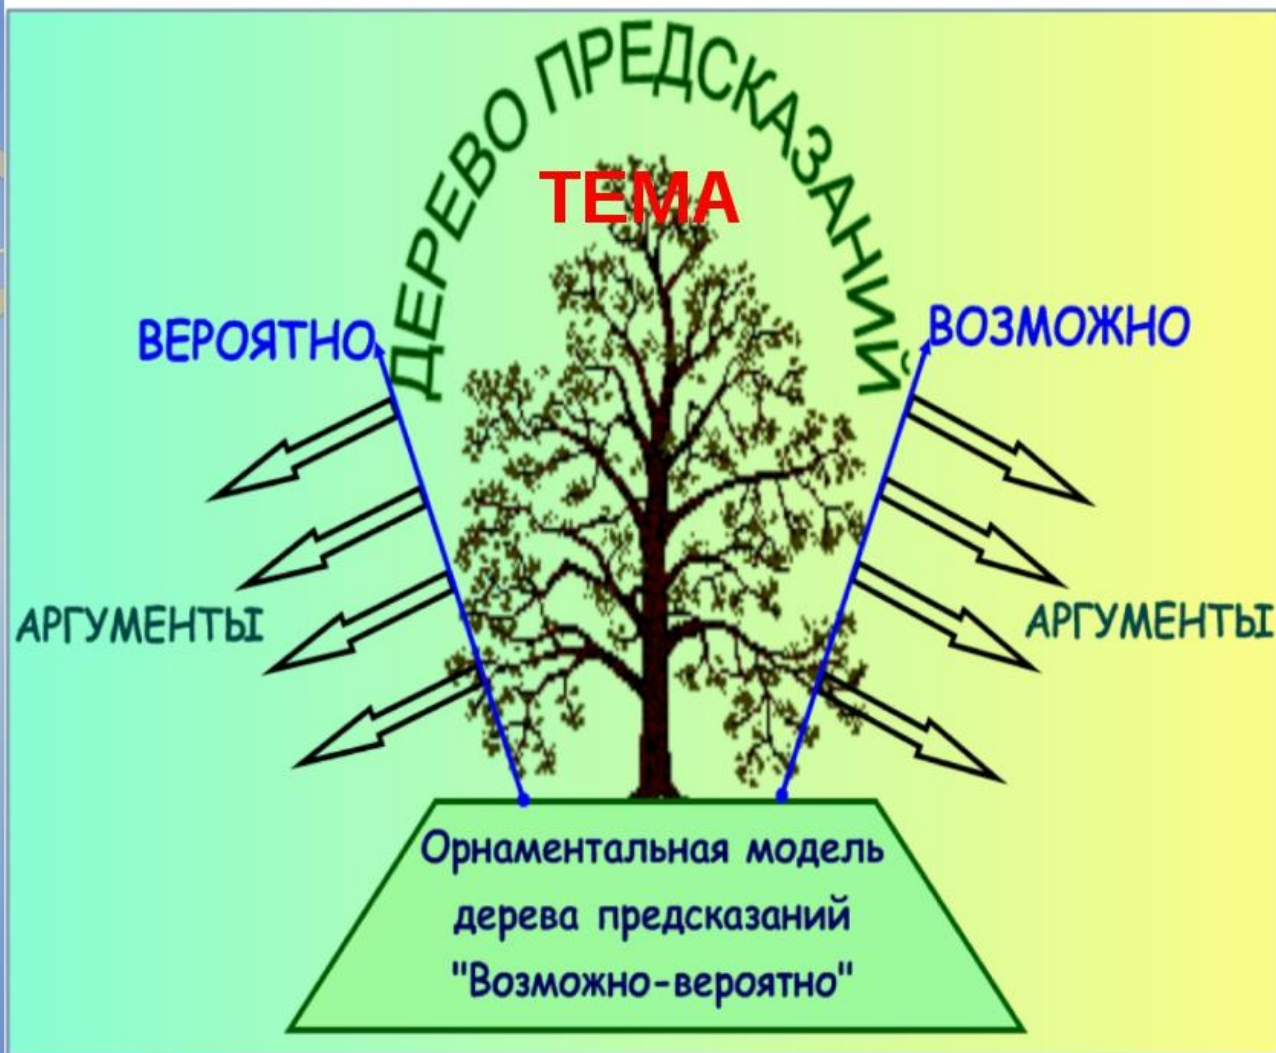 ДЕРЕВО ПРЕДСКАЗАНИЙ
ТЕМА
ВЕРОЯТНО
ВОЗМОЖНО
АРГУМЕНТЫ
АРГУМЕНТЫ
Орнаментальная модель
дерева предсказаний
"Возможно-вероятно"